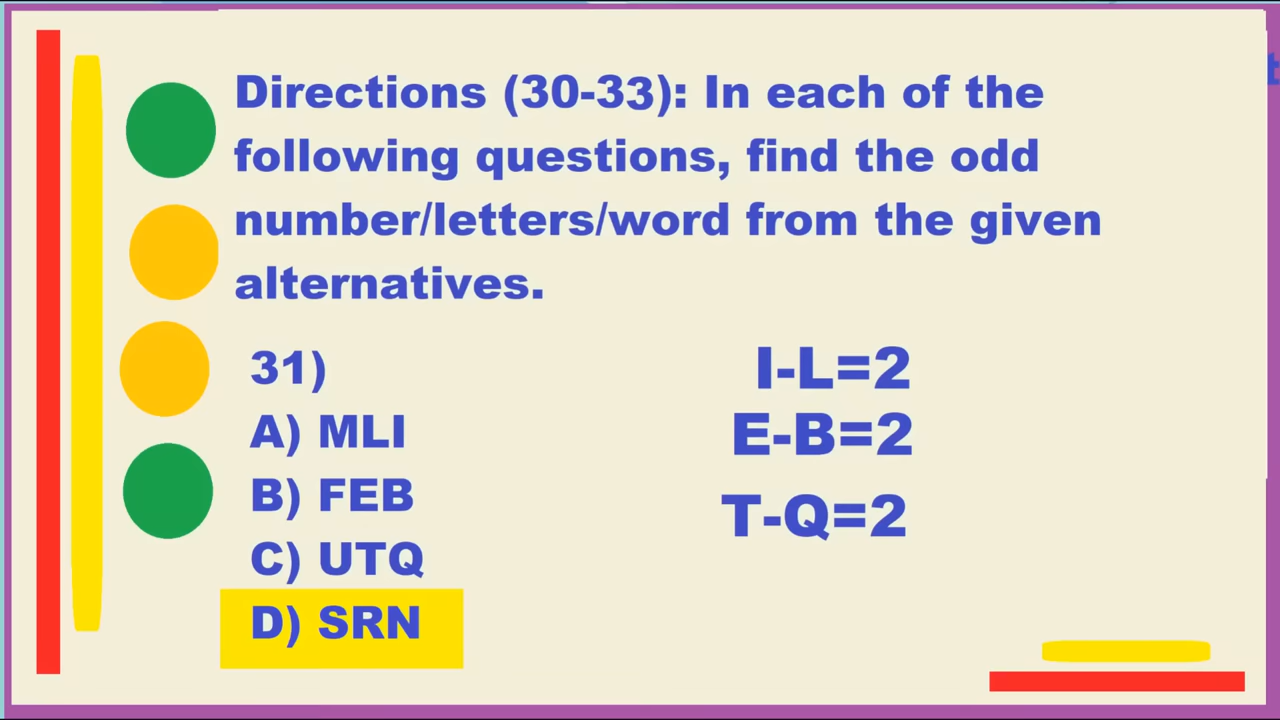 Directions (30-33): In each of the
following questions, find the odd
number/letters/word from the given
alternatives.
31)
A) MLI
B) FEB
C) UTQ
D) SRN
I-L=2
E-B=2
T-Q=2